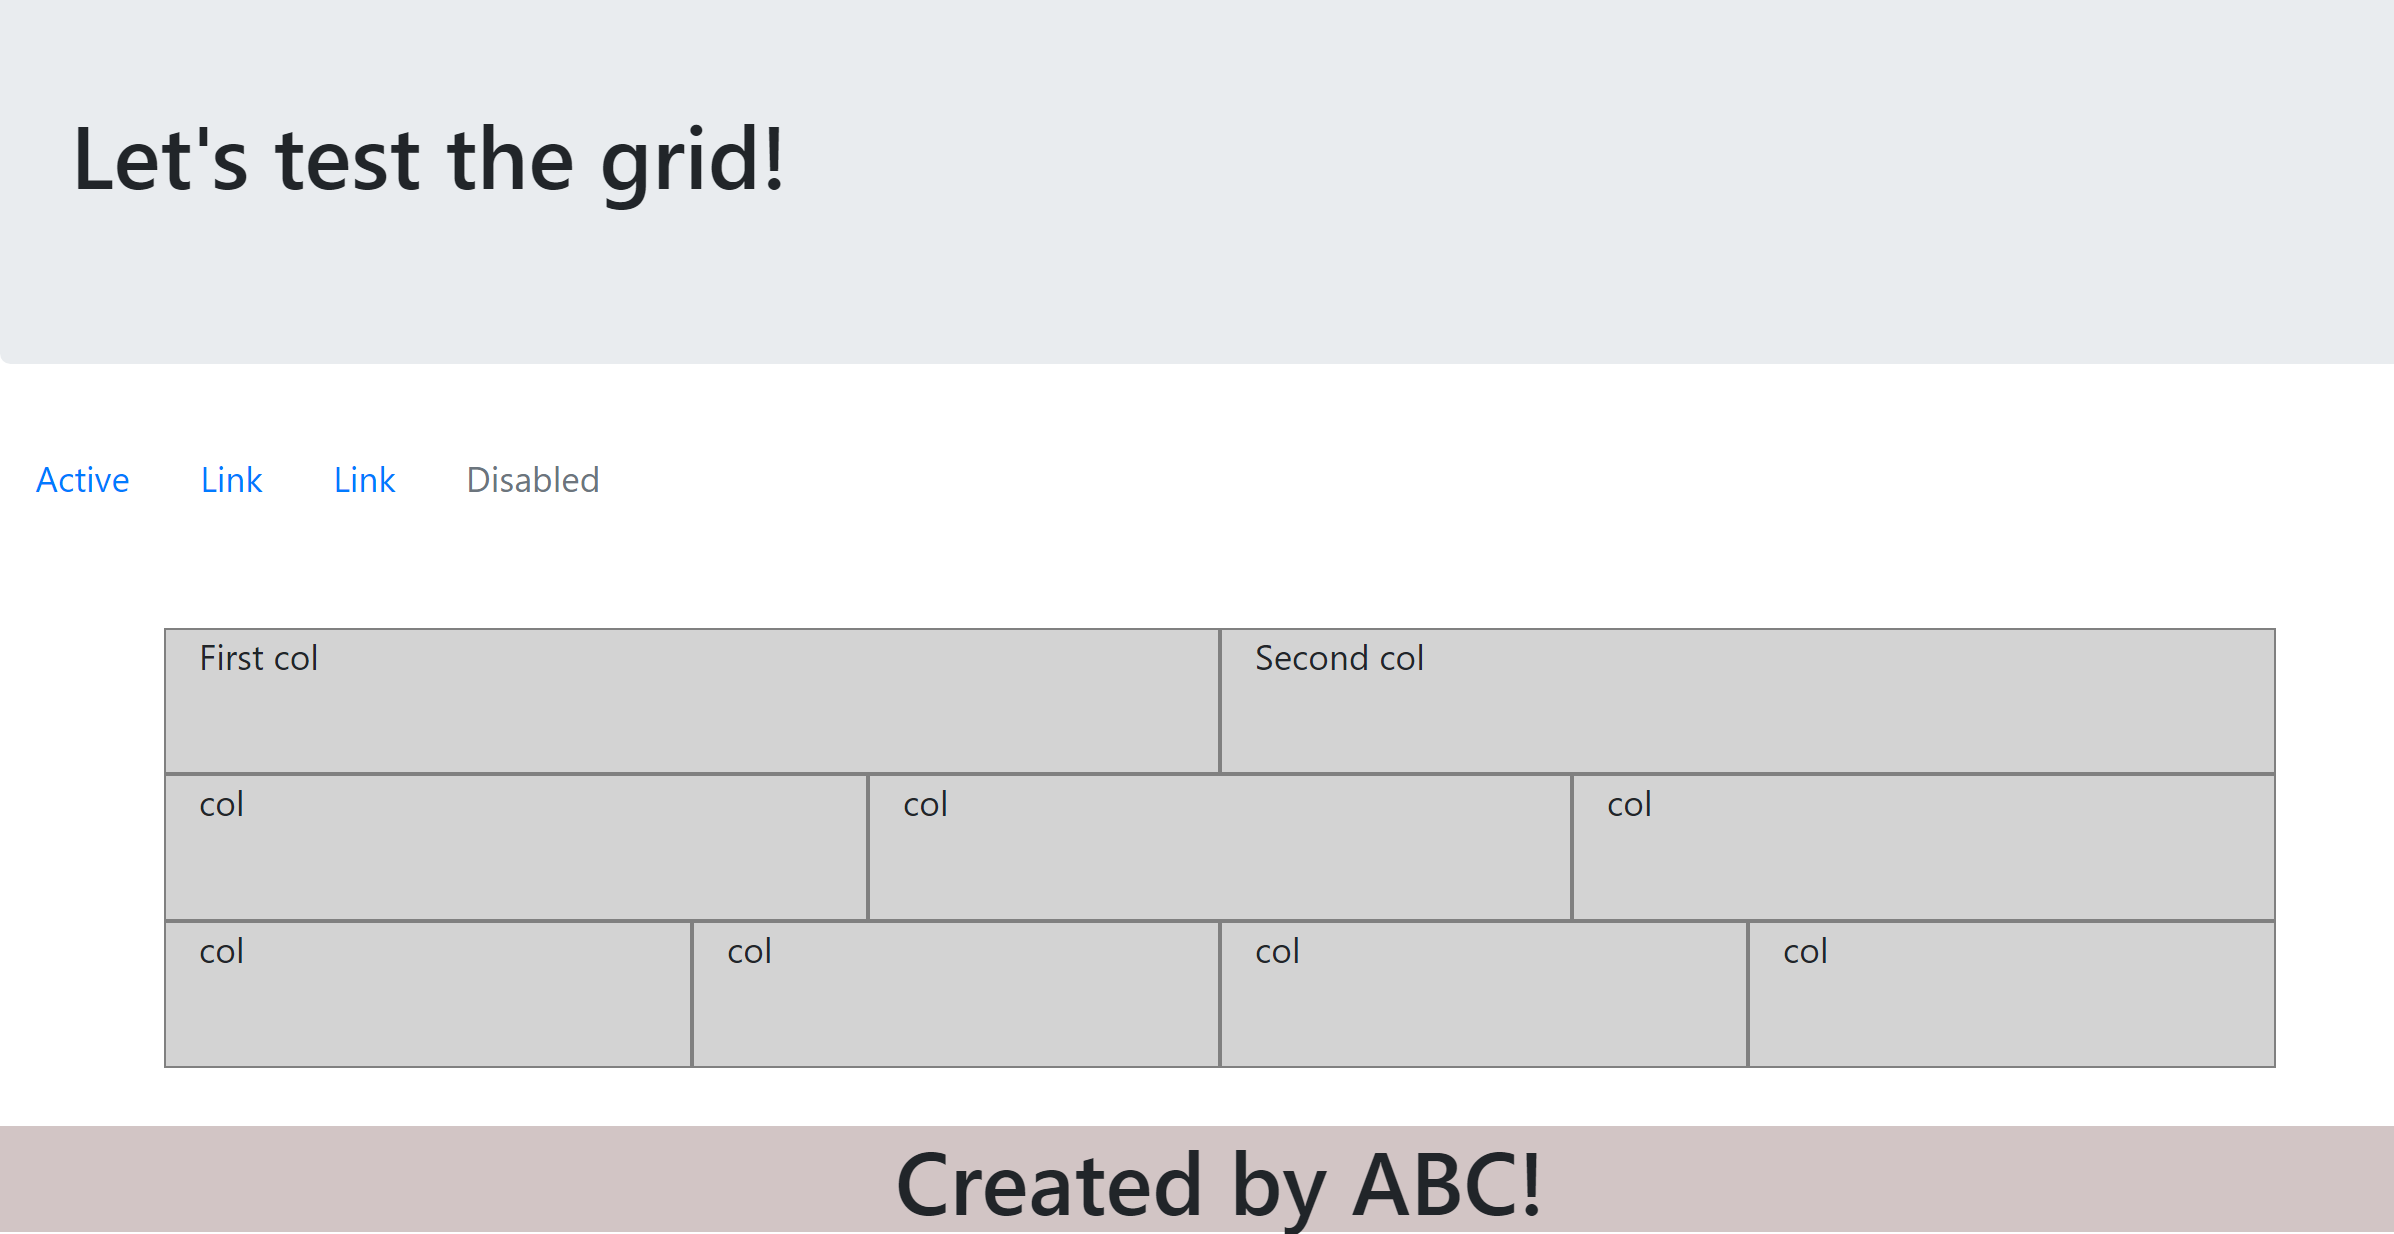 Let's test the grid!
Active Link Link Disabled
First col Second col
col col col
col col col col
Created by ABC!